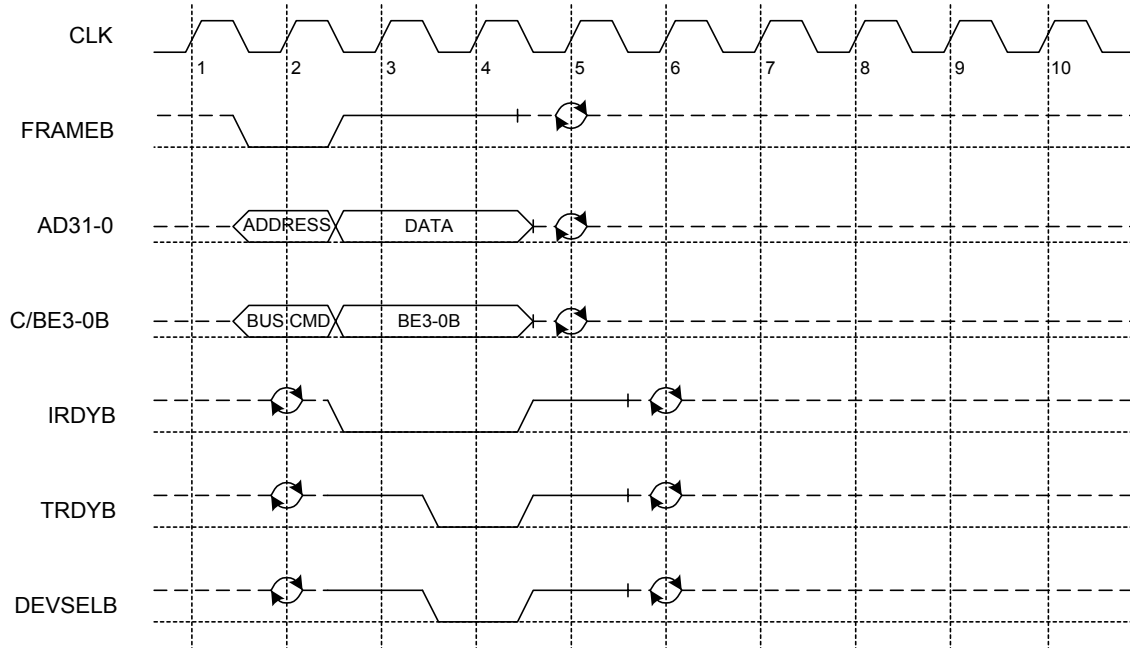 CLK
1 2 3 4 5 6 7 8 9 10
FRAMEB
AD31-0 ADDRESS DATA
C/BE3-0B BUS CMD BE3-0B
IRDYB
TRDYB
DEVSELB